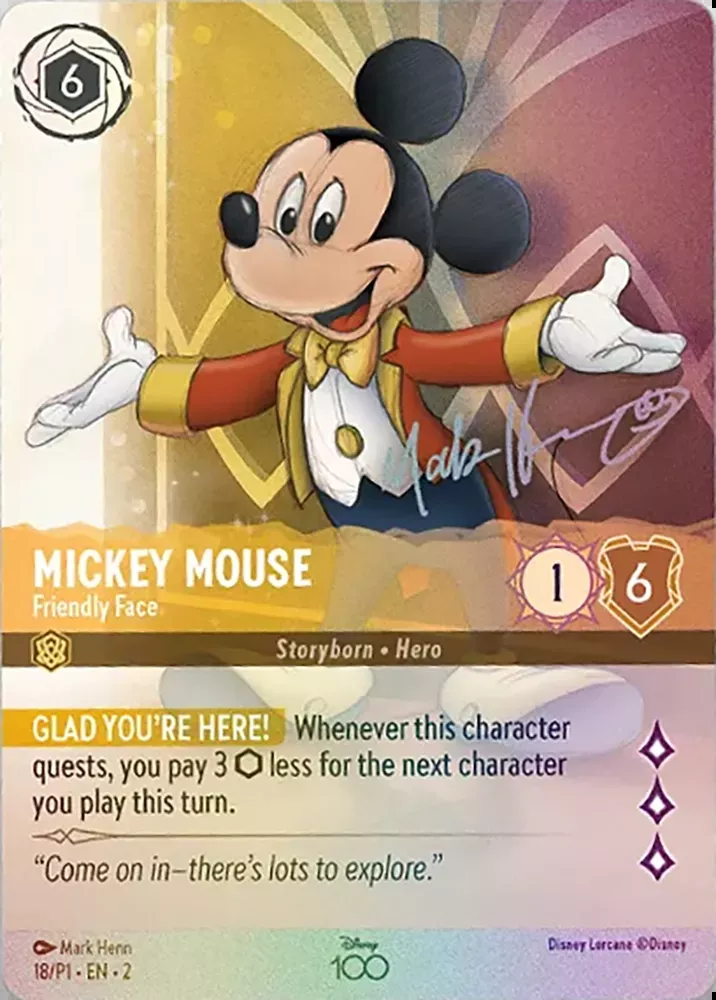 6
Mark Henn
MICKEY MOUSE
Friendly Face
1
6
Storyborn • Hero
GLAD YOU'RE HERE! Whenever this character
quests, you pay 3 ⬡ less for the next character
you play this turn.
“Come on in–there's lots to explore.”
Mark Henn
18/P1 • EN • 2
Disney
100
Disney Lorcana ©Disney